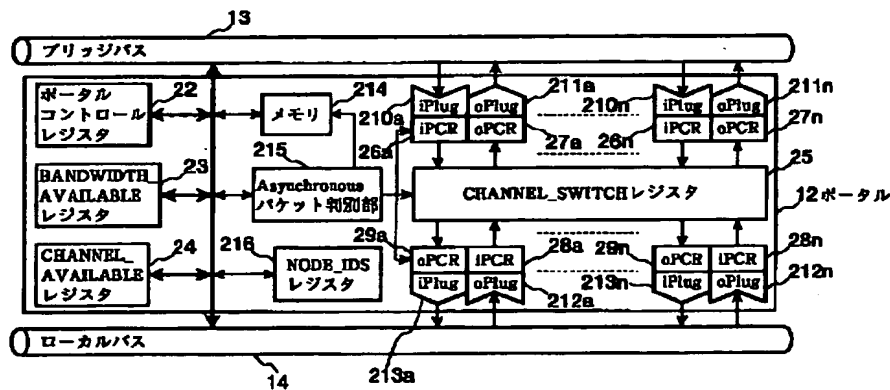 13
ブリッジバス
ポータル
コントロール
レジスタ
22
メモリ
214
210a
iPlug
oPlug
211a
iPCR
oPCR
26a
27a
210n
iPlug
oPlug
211n
iPCR
oPCR
26n
27n
BANDWIDTH_
AVAILABLE
レジスタ
23
215
Asynchronous
パケット判別部
25
CHANNEL_SWITCHレジスタ
12ポータル
CHANNEL_
AVAILABLE
レジスタ
24
216
NODE_IDS
レジスタ
29a
oPCR
iPCR
28a
iPlug
oPlug
212a
213a
29n
oPCR
iPCR
28n
213n
iPlug
oPlug
212n
ローカルバス
14